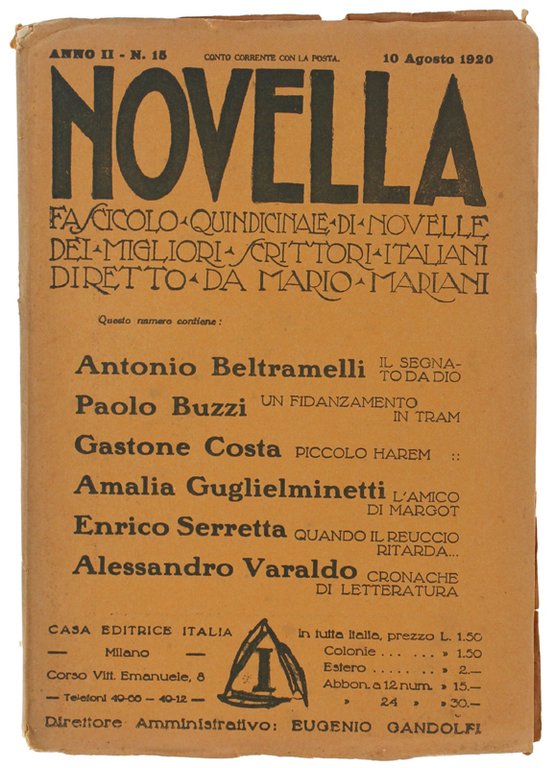 ANNO II - N. 15 CONTO CORRENTE CON LA POSTA. 10 Agosto 1920
NOVELLA
FASCICOLO QUINDICINALE DI NOVELLE
DEI MIGLIORI SCRITTORI ITALIANI
DIRETTO DA MARIO MARIANI
Questo numero contiene:
Antonio Beltramelli IL SEGNA-
TO DA DIO
Paolo Buzzi UN FIDANZAMENTO
IN TRAM
Gastone Costa PICCOLO HAREM ::
Amalia Guglielminetti L'AMICO
DI MARGOT
Enrico Serretta QUANDO IL REUCCIO
RITARDA...
Alessandro Varaldo CRONACHE
DI LETTERATURA
CASA EDITRICE ITALIA
— Milano —
Corso Vitt. Emanuele, 8
— Telefoni 49-12 —
I
in tutta Italia, prezzo L. 1.50
Colonie . . . . . . » 1.50
Estero . . . . . . . » 2.—
Abbon. a 12 num. » 15.—
» 24 » » 30.—
Direttore Amministrativo: EUGENIO GANDOLFI